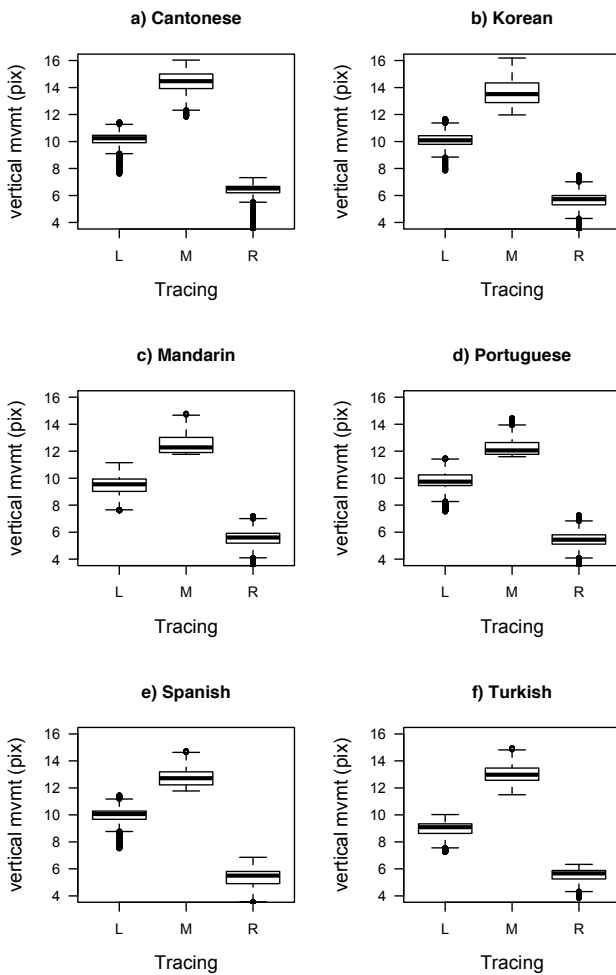 a) Cantonese
vertical mvmt (pix)
16
14
12
10
8
6
4
L M R
Tracing
b) Korean
vertical mvmt (pix)
16
14
12
10
8
6
4
L M R
Tracing
c) Mandarin
vertical mvmt (pix)
16
14
12
10
8
6
4
L M R
Tracing
d) Portuguese
vertical mvmt (pix)
16
14
12
10
8
6
4
L M R
Tracing
e) Spanish
vertical mvmt (pix)
16
14
12
10
8
6
4
L M R
Tracing
f) Turkish
vertical mvmt (pix)
16
14
12
10
8
6
4
L M R
Tracing